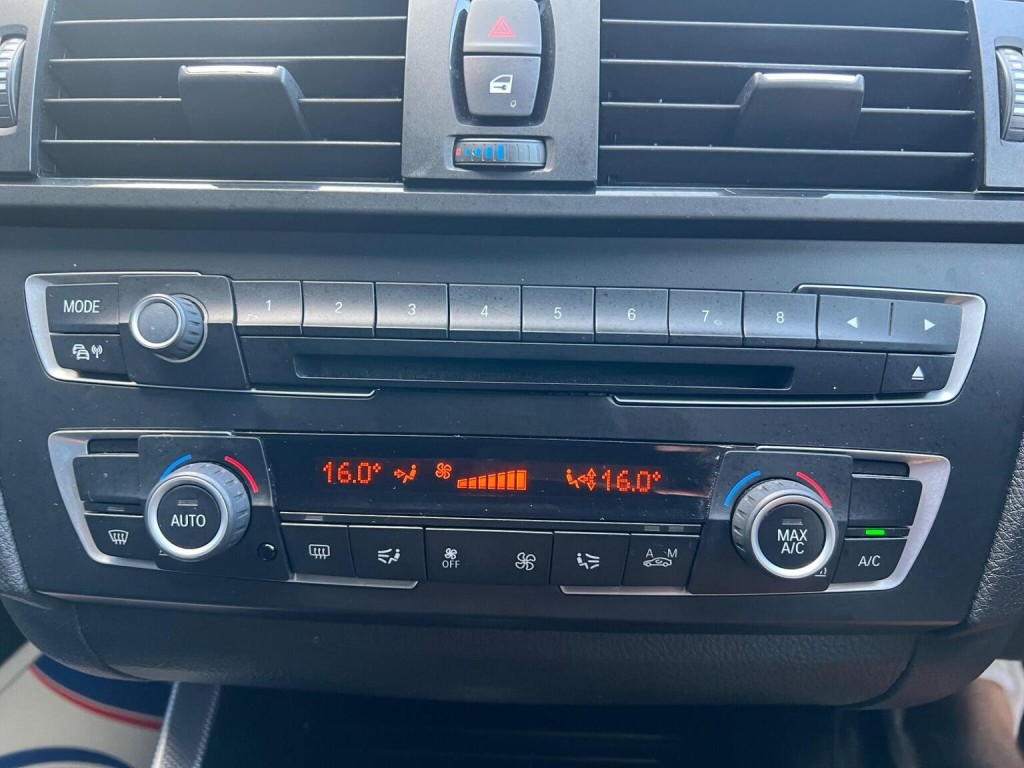 MODE 1 2 3 4 5 6 7 8
16.0° 16.0°
AUTO MAX
A/C
OFF A M A/C